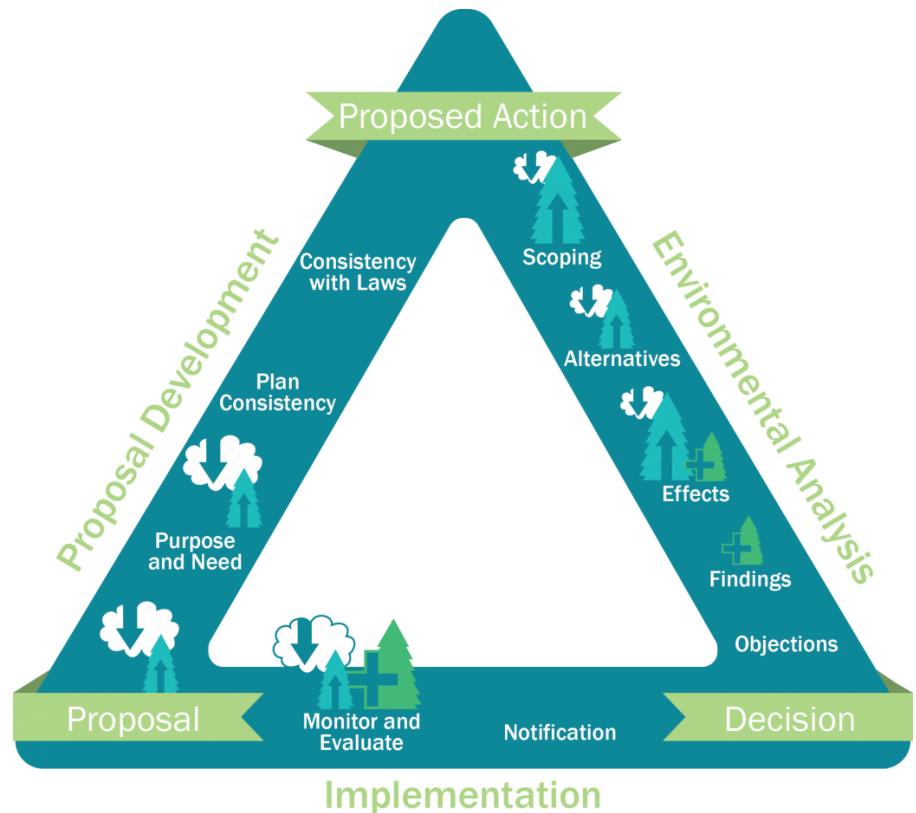 Proposed Action
Proposal Development
Environmental Analysis
Scoping
Consistency
with Laws
Alternatives
Plan
Consistency
Effects
Purpose
and Need
Findings
Objections
Proposal
Monitor and
Evaluate
Notification
Decision
Implementation